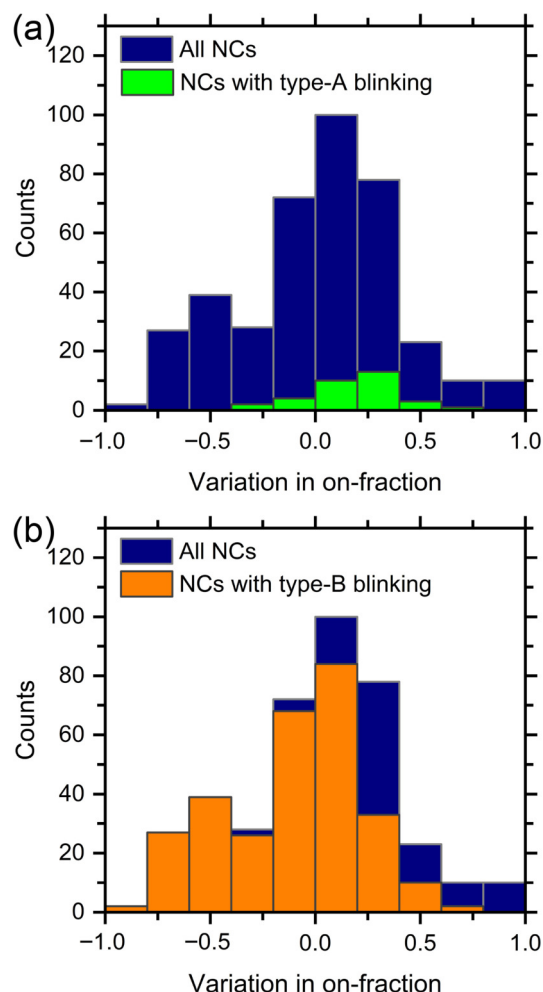 (a)
All NCs
NCs with type-A blinking
120
100
80
60
40
20
0
Counts
−1.0 −0.5 0.0 0.5 1.0
Variation in on-fraction
(b)
All NCs
NCs with type-B blinking
120
100
80
60
40
20
0
Counts
−1.0 −0.5 0.0 0.5 1.0
Variation in on-fraction